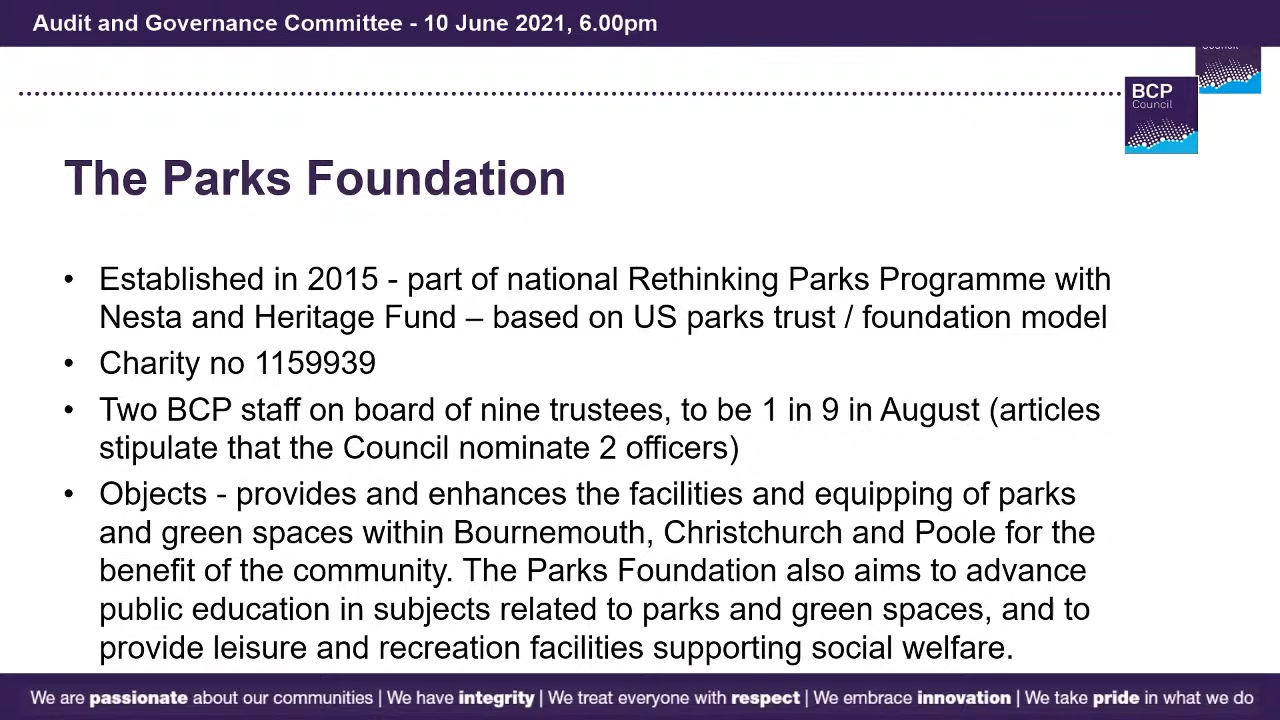 Audit and Governance Committee - 10 June 2021, 6.00pm
Council
BCP
Council
The Parks Foundation
• Established in 2015 - part of national Rethinking Parks Programme with
Nesta and Heritage Fund – based on US parks trust / foundation model
• Charity no 1159939
• Two BCP staff on board of nine trustees, to be 1 in 9 in August (articles
stipulate that the Council nominate 2 officers)
• Objects - provides and enhances the facilities and equipping of parks
and green spaces within Bournemouth, Christchurch and Poole for the
benefit of the community. The Parks Foundation also aims to advance
public education in subjects related to parks and green spaces, and to
provide leisure and recreation facilities supporting social welfare.
We are passionate about our communities | We have integrity | We treat everyone with respect | We embrace innovation | We take pride in what we do